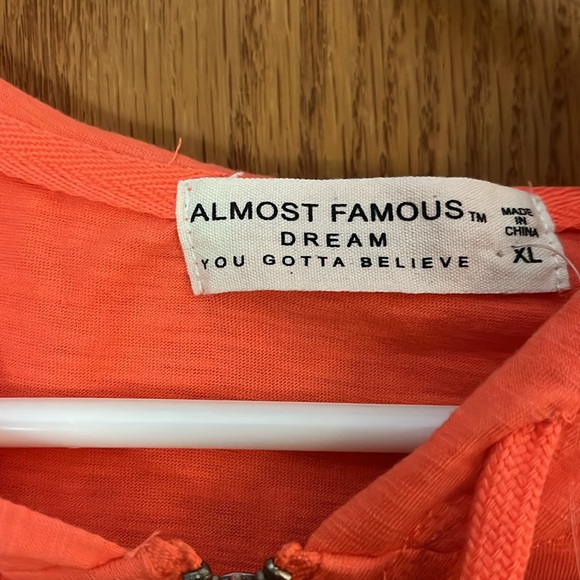 ALMOST FAMOUS™
DREAM
YOU GOTTA BELIEVE
MADE
IN
CHINA
XL